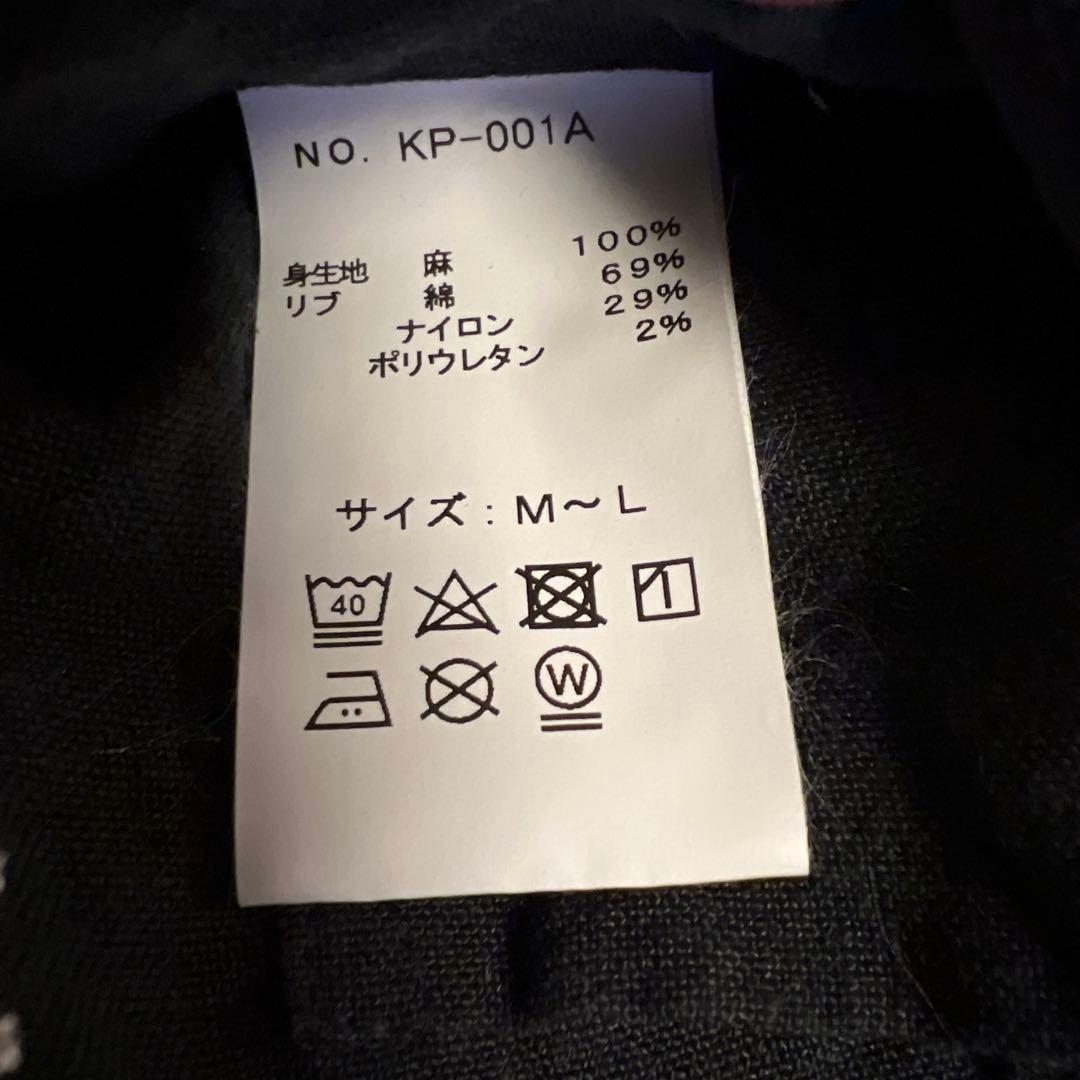 NO. KP-001A
身生地 麻 100%
リブ 綿 69%
ナイロン 29%
ポリウレタン 2%
サイズ:M~L
40
W